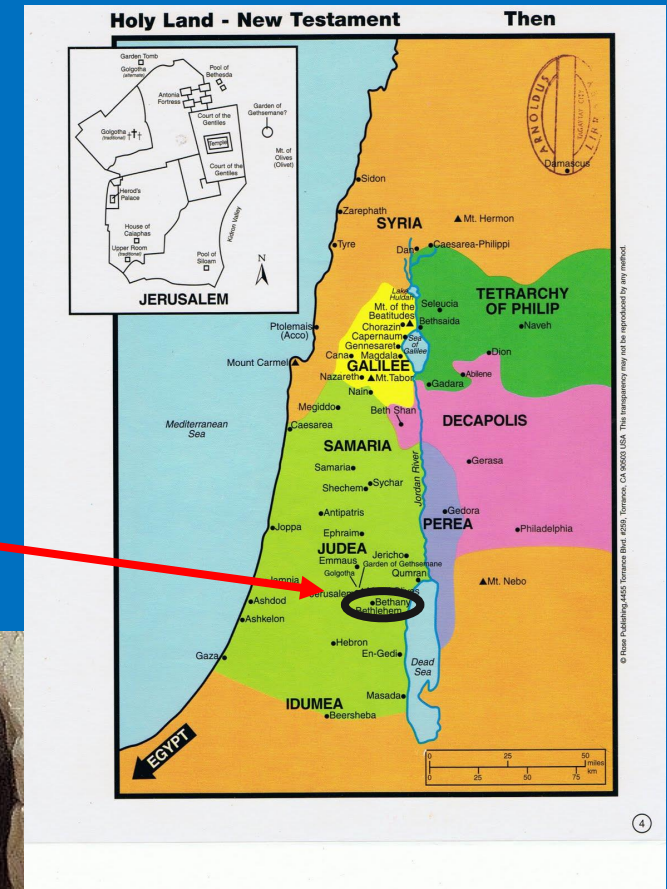 Holy Land - New Testament
Then
Garden Tomb
Golgotha
(alternate)
Pool of
Bethesda
Antonia
Fortress
Garden of
Gethsemane?
Court of the
Gentiles
Golgotha
(traditional)
Temple
Mt. of
Olives
(Olivet)
Court of the
Gentiles
Herod's
Palace
Kidron Valley
House of
Caiaphas
Upper Room
(traditional)
Pool of
Siloam
N
JERUSALEM
ARNOLDUS
Damascus
Sidon
Zarephath
SYRIA
Mt. Hermon
Tyre
Dan
Caesarea-Philippi
Lake
Huldah
TETRARCHY
OF PHILIP
Mt. of the
Beatitudes
Seleucia
Chorazin
Bethsaida
Naveh
Ptolemais
(Acco)
Capernaum
Sea
of
Galilee
Gennesaret
Cana
Magdala
Dion
Mount Carmel
GALILEE
Nazareth
Mt.Tabor
Abilene
Gadara
Nain
Megiddo
Beth Shan
DECAPOLIS
Mediterranean
Sea
Caesarea
SAMARIA
Jordan River
Samaria
Gerasa
Sychar
Shechem
Antipatris
Gedora
PEREA
Joppa
Philadelphia
Ephraim
JUDEA
Jericho
Emmaus
Garden of Gethsemane
Golgotha
Qumran
Jamnia
Jerusalem
Mt. Nebo
Ashdod
Bethany
Bethlehem
Ashkelon
Hebron
Gaza
En-Gedi
Dead
Sea
Masada
IDUMEA
Beersheba
EGYPT
0 25 50
miles
km
0 25 50 75
© Rose Publishing,4455 Torrance Blvd. #259, Torrance, CA 90503 USA This transparency may not be reproduced by any method.
4